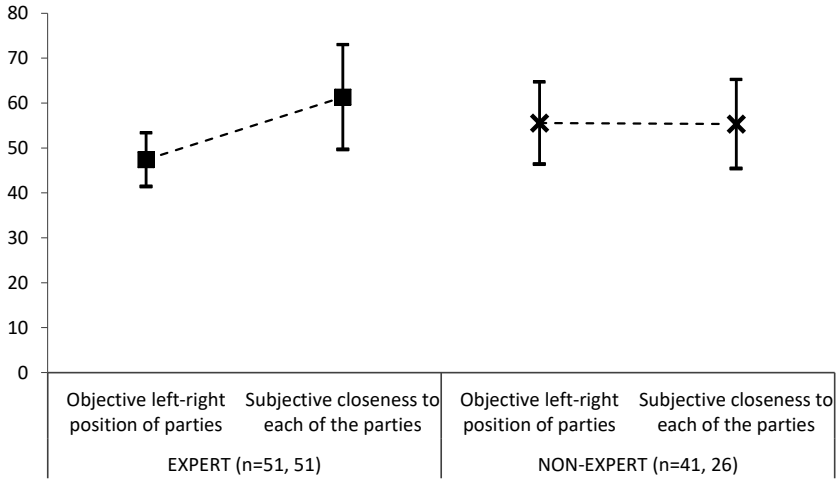 80
70
60
50
40
30
20
10
0
Objective left-right position of parties
Subjective closeness to each of the parties
Objective left-right position of parties
Subjective closeness to each of the parties
EXPERT (n=51, 51)
NON-EXPERT (n=41, 26)